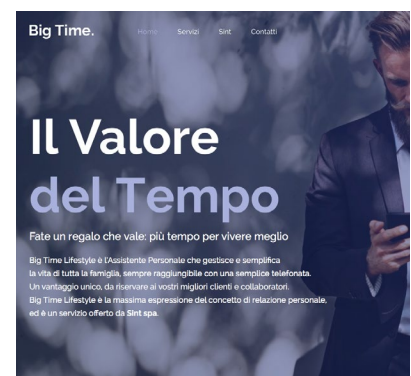 Big Time.
Home Servizi Sint Contatti
Il Valore
del Tempo
Fate un regalo che vale: più tempo per vivere meglio
Big Time Lifestyle è l'Assistente Personale che gestisce e semplifica
la vita di tutta la famiglia, sempre raggiungibile con una semplice telefonata.
Un vantaggio unico, da riservare ai vostri migliori clienti e collaboratori.
Big Time Lifestyle è la massima espressione del concetto di relazione personale,
ed è un servizio offerto da Sint spa.